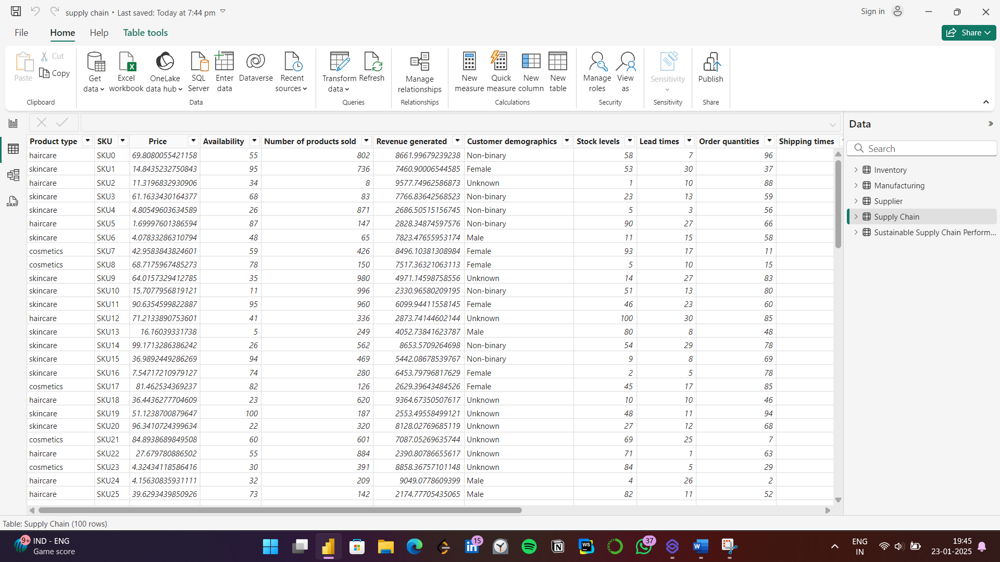 supply chain • Last saved: Today at 7:44 pm
Sign in
File Home Help Table tools
Share
Paste Cut Copy
Clipboard
Get data
Excel workbook
OneLake data hub
SQL Server
Enter data
Dataverse
Recent sources
Data
Transform data
Refresh
Queries
Manage relationships
Relationships
New measure
Quick measure
New column
New table
Calculations
Manage roles
View as
Security
Sensitivity
Sensitivity
Publish
Share
Product type SKU Price Availability Number of products sold Revenue generated Customer demographics Stock levels Lead times Order quantities Shipping times
haircare SKU0 69.8080055421158 55 802 8661.99679239238 Non-binary 58 7 96
skincare SKU1 14.8435232750843 95 736 7460.90006544585 Female 53 30 37
haircare SKU2 11.3196832930906 34 8 9577.74962586873 Unknown 1 10 88
skincare SKU3 61.1633430164377 68 83 7766.83642568523 Non-binary 23 13 59
skincare SKU4 4.80549603634589 26 871 2686.50515156745 Non-binary 5 3 56
haircare SKU5 1.69997601386594 87 147 2828.34874597576 Non-binary 90 27 66
skincare SKU6 4.07833286310794 48 65 7823.47655953174 Male 11 15 58
cosmetics SKU7 42.9583843824601 59 426 8496.10381308984 Female 93 17 11
cosmetics SKU8 68.7175967485273 78 150 7517.36321063113 Female 5 10 15
skincare SKU9 64.0157329412785 35 980 4971.14598758556 Unknown 14 27 83
skincare SKU10 15.7077956819121 11 996 2330.96580209195 Non-binary 51 13 80
skincare SKU11 90.6354599822887 95 960 6099.94411558145 Female 46 23 60
haircare SKU12 71.2133890753601 41 336 2873.74144602144 Unknown 100 30 85
skincare SKU13 16.16039331738 5 249 4052.73841623787 Male 80 8 48
skincare SKU14 99.1713286386242 26 562 8653.5709264698 Non-binary 54 29 78
skincare SKU15 36.9892449286269 94 469 5442.08678539767 Non-binary 9 8 69
skincare SKU16 7.54717210979127 74 280 6453.79796817629 Female 2 5 78
cosmetics SKU17 81.462534369237 82 126 2629.39643484526 Female 45 17 85
haircare SKU18 36.4436277704609 23 620 9364.67350507617 Unknown 10 10 46
skincare SKU19 51.1238700879647 100 187 2553.49558499121 Unknown 48 11 94
skincare SKU20 96.3410724399634 22 320 8128.02769685119 Unknown 27 12 68
cosmetics SKU21 84.8938689849508 60 601 7087.05269635744 Unknown 69 25 7
haircare SKU22 27.679780886502 55 884 2390.80786655617 Unknown 71 1 63
cosmetics SKU23 4.32434118586416 30 391 8858.36757101148 Unknown 84 5 29
haircare SKU24 4.15630835931111 32 209 9049.0778609399 Male 4 26 2
haircare SKU25 39.6293439850926 73 142 2174.77705435065 Male 82 11 52
Data
Search
Inventory
Manufacturing
Supplier
Supply Chain
Sustainable Supply Chain Perform...
DAX
Table: Supply Chain (100 rows)
9+ IND - ENG
Game score
15
WS
37
ENG
IN
19:45
23-01-2025